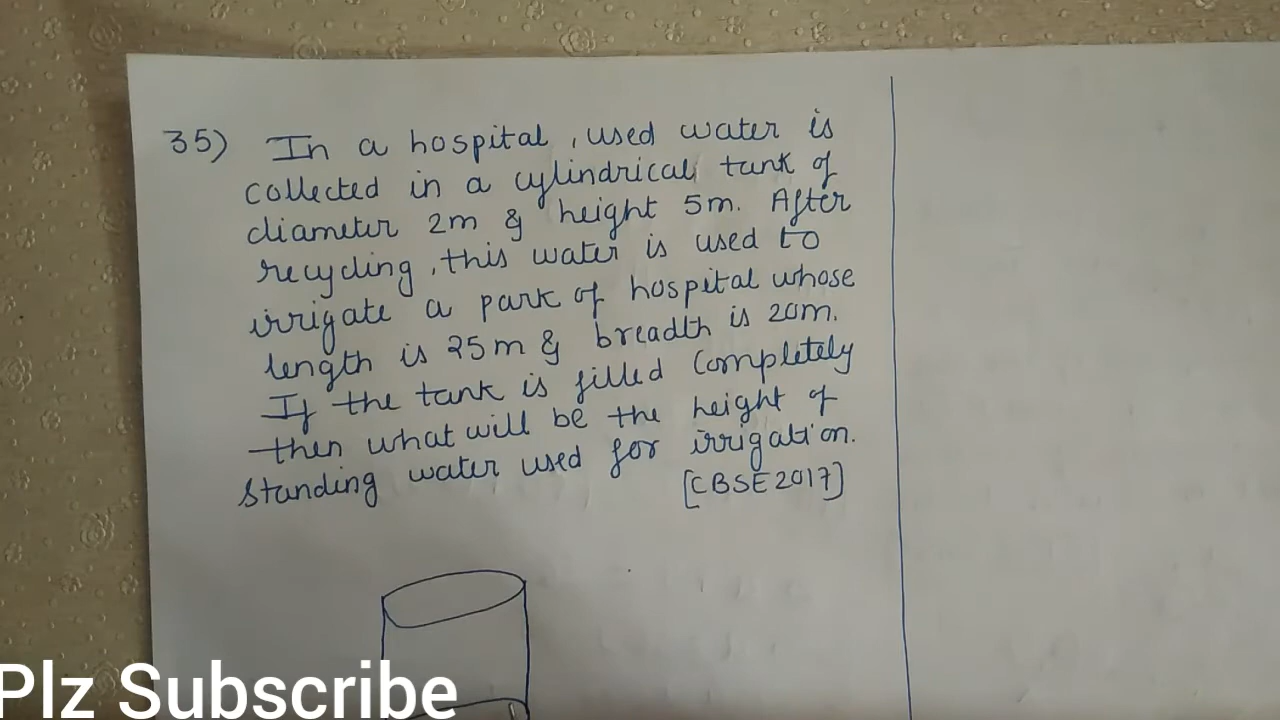 35) In a hospital, used water is
collected in a cylindrical tank of
diameter 2m & height 5m. After
recycling, this water is used to
irrigate a park of hospital whose
length is 25m & breadth is 20m.
If the tank is filled completely
then what will be the height of
standing water used for irrigation.
[CBSE2017]
Plz Subscribe